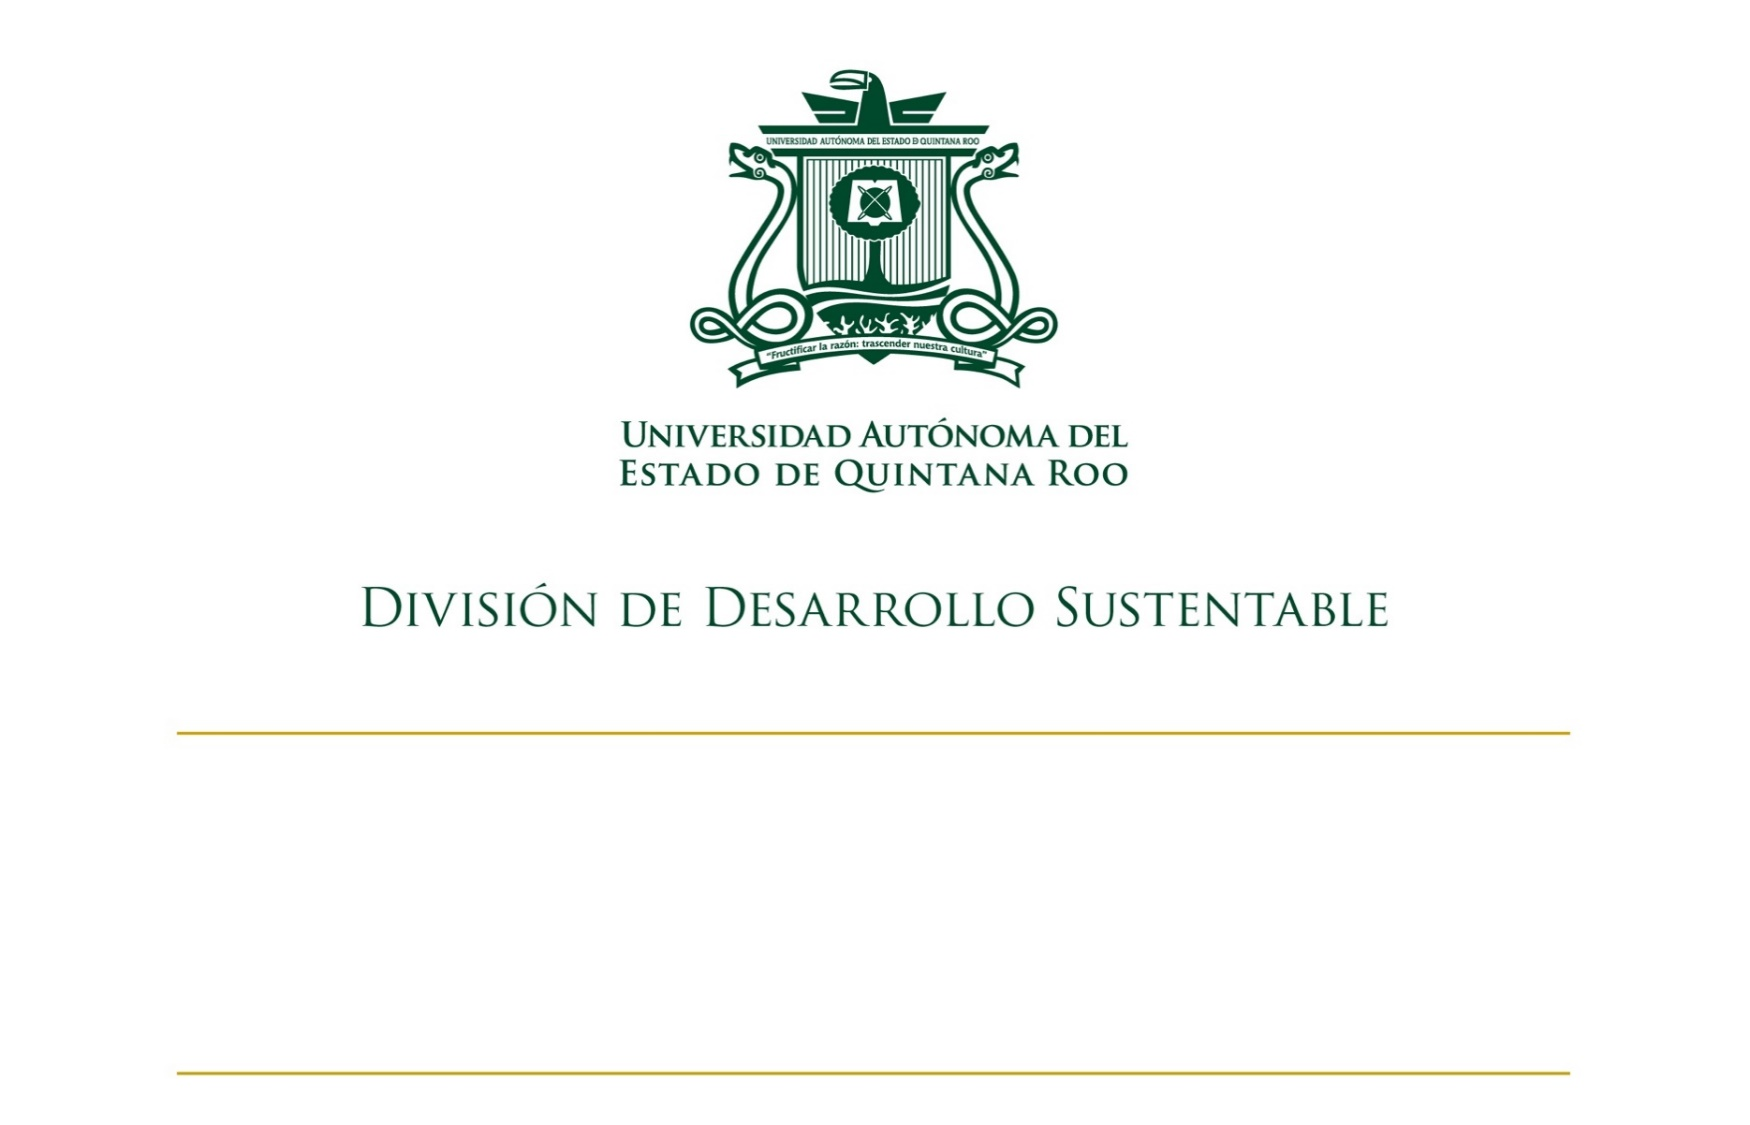 UNIVERSIDAD AUTÓNOMA DEL ESTADO D QUINTANA ROO
"Fructificar la razón: trascender nuestra cultura"
UNIVERSIDAD AUTÓNOMA DEL
ESTADO DE QUINTANA ROO
DIVISIÓN DE DESARROLLO SUSTENTABLE